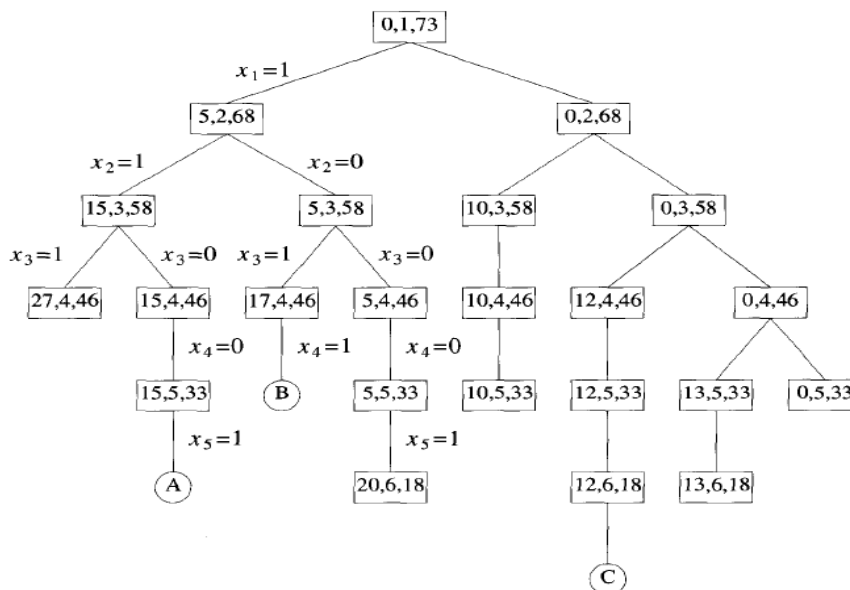 0,1,73
x1=1
5,2,68
0,2,68
x2=1
x2=0
15,3,58
5,3,58
10,3,58
0,3,58
x3=1
x3=0
x3=1
x3=0
27,4,46
15,4,46
17,4,46
5,4,46
10,4,46
12,4,46
0,4,46
x4=0
x4=1
x4=0
15,5,33
B
5,5,33
10,5,33
12,5,33
13,5,33
0,5,33
x5=1
x5=1
A
20,6,18
12,6,18
13,6,18
C